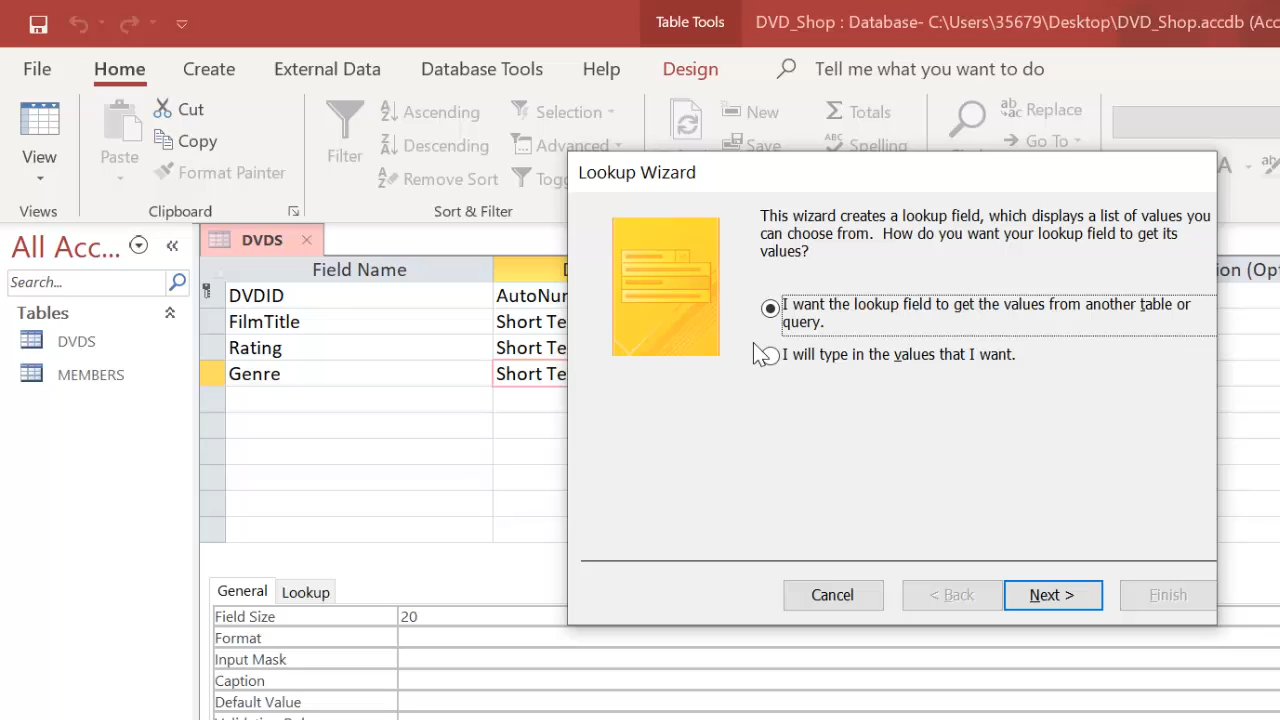 Table Tools
DVD_Shop : Database- C:\Users\35679\Desktop\DVD_Shop.accdb (Acc
File
Home
Create
External Data
Database Tools
Help
Design
Tell me what you want to do
View
Paste
Cut
Copy
Format Painter
Filter
Ascending
Descending
Remove Sort
Selection
Advanced
Togg
New
Save
Totals
Spelling
Replace
Go To
A
Views
Clipboard
Sort & Filter
All Acc...
Search...
Tables
DVDS
MEMBERS
DVDS
Field Name
ion (Opt
DVDID
AutoNum
FilmTitle
Short Te
Rating
Short Te
Genre
Short Te
Lookup Wizard
This wizard creates a lookup field, which displays a list of values you
can choose from. How do you want your lookup field to get its
values?
I want the lookup field to get the values from another table or
query.
I will type in the values that I want.
Cancel
< Back
Next >
Finish
General
Lookup
Field Size
20
Format
Input Mask
Caption
Default Value